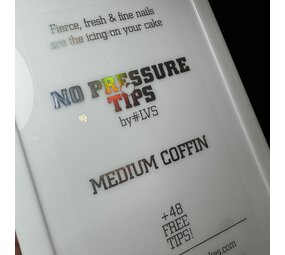 Fierce, fresh & fine nails
are the icing on your cake
NO PRESSURE
TIPS
by#LVS
MEDIUM COFFIN
+48
FREE
TIPS!